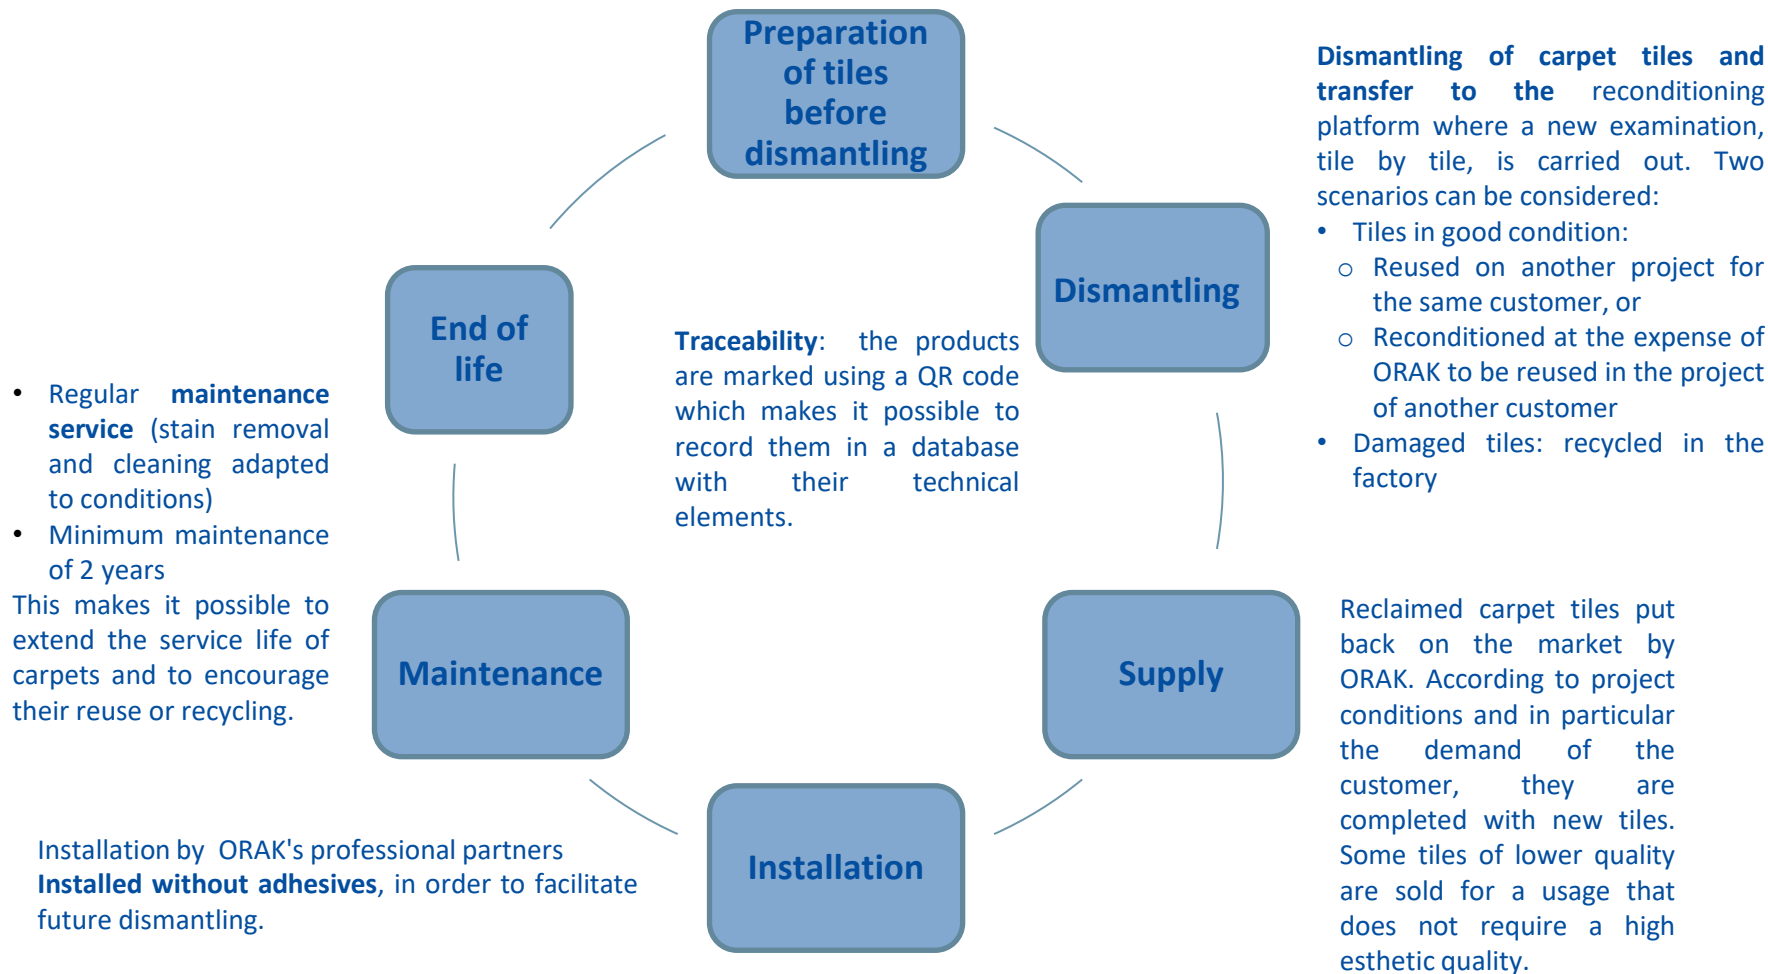 Preparation
of tiles
before
dismantling
Dismantling of carpet tiles and
transfer to the reconditioning
platform where a new examination,
tile by tile, is carried out. Two
scenarios can be considered:
• Tiles in good condition:
o Reused on another project for
the same customer, or
o Reconditioned at the expense of
ORAK to be reused in the project
of another customer
• Damaged tiles: recycled in the
factory
Dismantling
End of
life
Traceability: the products
are marked using a QR code
which makes it possible to
record them in a database
with their technical
elements.
• Regular maintenance
service (stain removal
and cleaning adapted
to conditions)
• Minimum maintenance
of 2 years
This makes it possible to
extend the service life of
carpets and to encourage
their reuse or recycling.
Maintenance
Supply
Reclaimed carpet tiles put
back on the market by
ORAK. According to project
conditions and in particular
the demand of the
customer, they are
completed with new tiles.
Some tiles of lower quality
are sold for a usage that
does not require a high
esthetic quality.
Installation
Installation by ORAK's professional partners
Installed without adhesives, in order to facilitate
future dismantling.